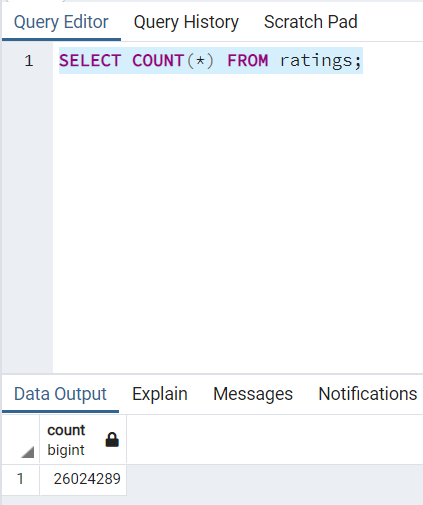 Query Editor Query History Scratch Pad
1 SELECT COUNT(*) FROM ratings;
Data Output Explain Messages Notifications
count
bigint
1 26024289